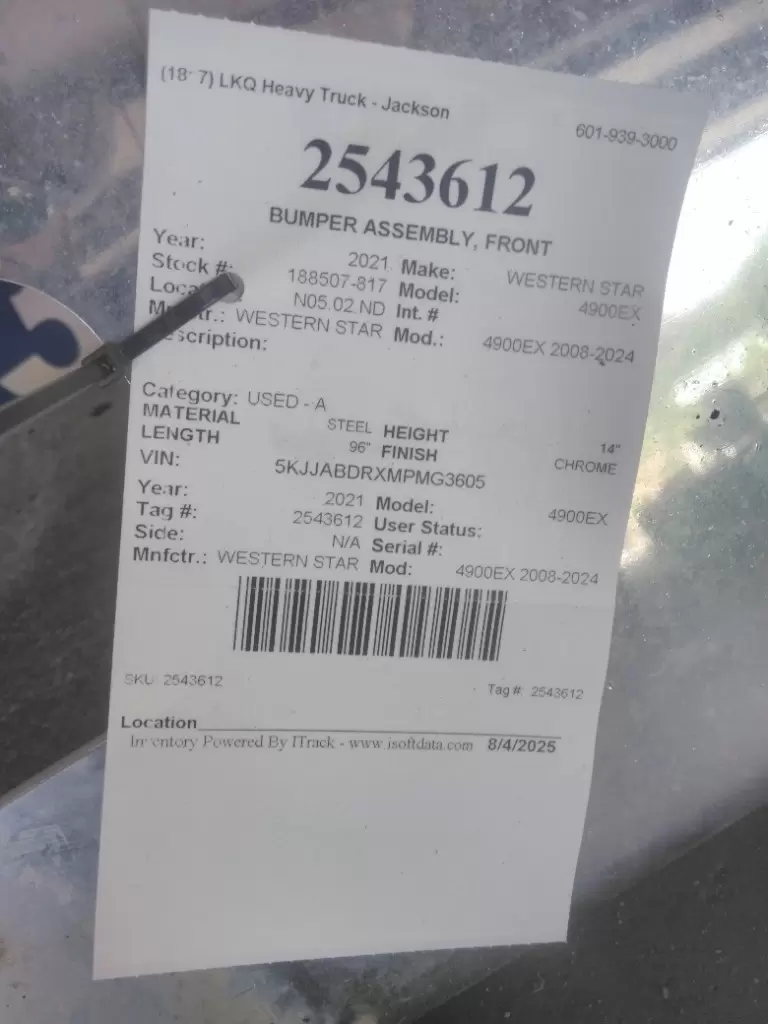 LKQ Heavy Truck - Jackson 601-939-3000
2543612
BUMPER ASSEMBLY, FRONT
Year: 2021 Make: WESTERN STAR
Stock #: 188507-817 Model: 4900EX
N05.02.ND Int. #
WESTERN STAR Mod.: 4900EX 2008-2024
Category: USED - A
MATERIAL STEEL HEIGHT 14"
LENGTH 96" FINISH CHROME
VIN: 5KJJABDRXMPMG3605
Year: 2021 Model: 4900EX
Tag #: 2543612 User Status:
Side: N/A Serial #:
Mnfctr.: WESTERN STAR Mod: 4900EX 2008-2024
SKU: 2543612 Tag # 2543612
Location
Inventory Powered By ITrack - www.isoftdata.com 8/4/2025